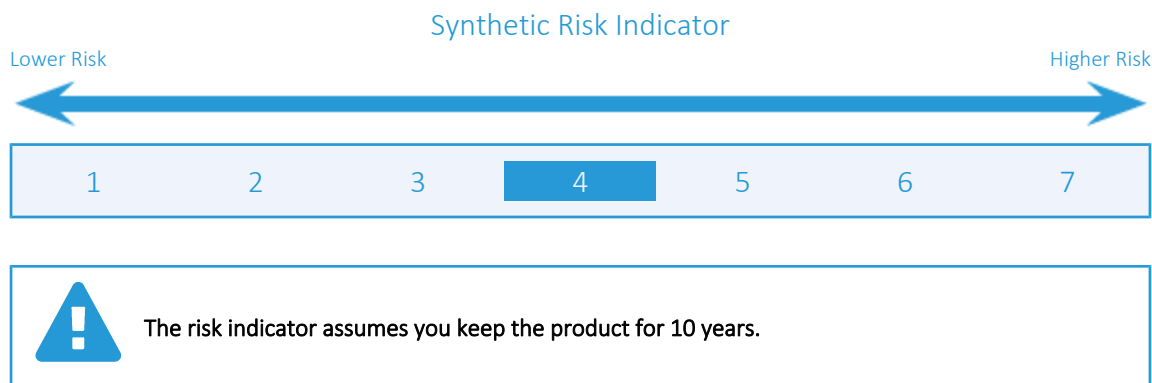 Synthetic Risk Indicator
Lower Risk Higher Risk
1 2 3 4 5 6 7
The risk indicator assumes you keep the product for 10 years.